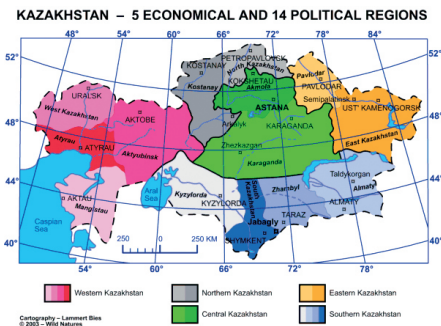 KAZAKHSTAN – 5 ECONOMICAL AND 14 POLITICAL REGIONS
48° 54° 60° 66° 72° 78° 84°
52° 52°
PETROPAVLOVSK
KOSTANAY
North Kazakhstan
KOKSHETAU
Pavlodar
Kostanay
Akmola
PAVLODAR
URALSK
Semipalatinsk
ASTANA
UST' KAMENOGORSK
West Kazakhstan
AKTOBE
48° 48°
Arkalyk
KARAGANDA
Atyrau
East Kazakhstan
ATYRAU
Aktyubinsk
Zhezkazgan
Karaganda
44° 44°
Taldykorgan
Aral
Sea
Kyzylorda
Zhambyl
Almaty
AKTAU
Mangistau
KYZYLORDA
South
Kazakhstan
ALMATY
TARAZ
Caspian
Sea
Jabagly
40° 40°
250 0 250 KM
SHYMKENT
54° 60° 66° 72° 78°
Western Kazakhstan
Northern Kazakhstan
Eastern Kazakhstan
Central Kazakhstan
Southern Kazakhstan
Cartography – Lammert Bies
© 2003 – Wild Natures